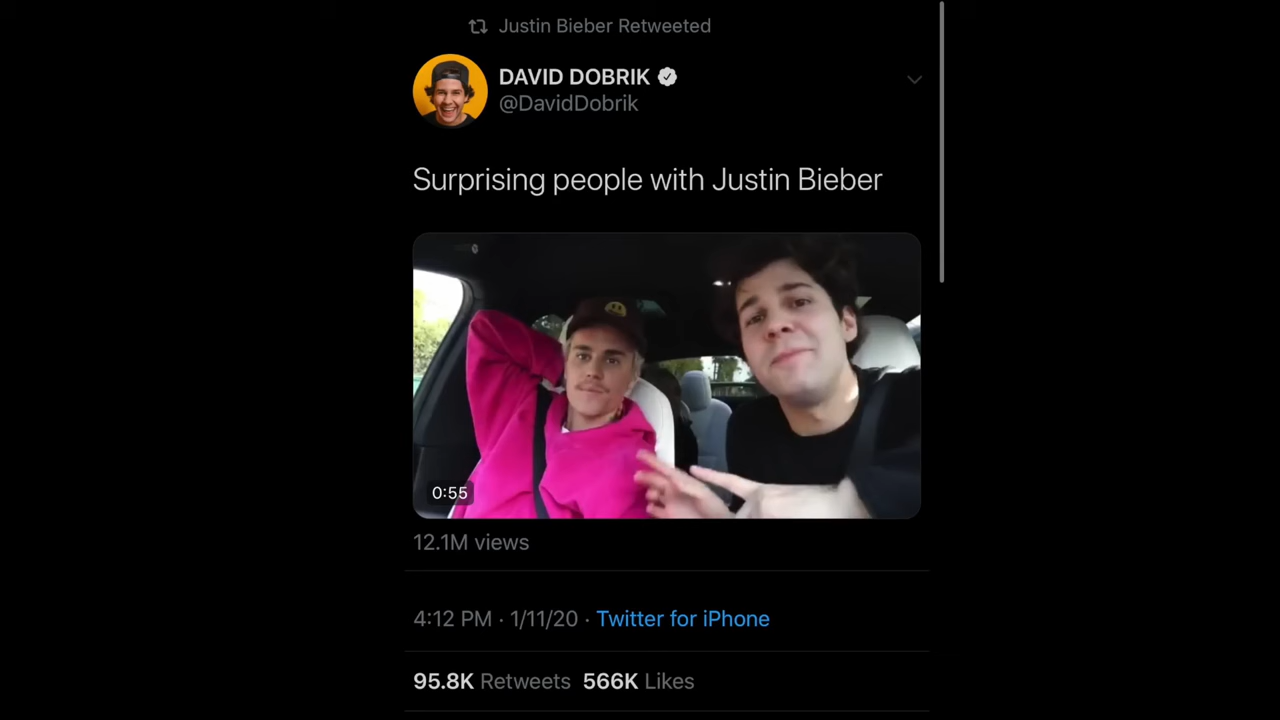 Justin Bieber Retweeted
DAVID DOBRIK
@DavidDobrik
Surprising people with Justin Bieber
0:55
12.1M views
4:12 PM · 1/11/20 · Twitter for iPhone
95.8K Retweets 566K Likes